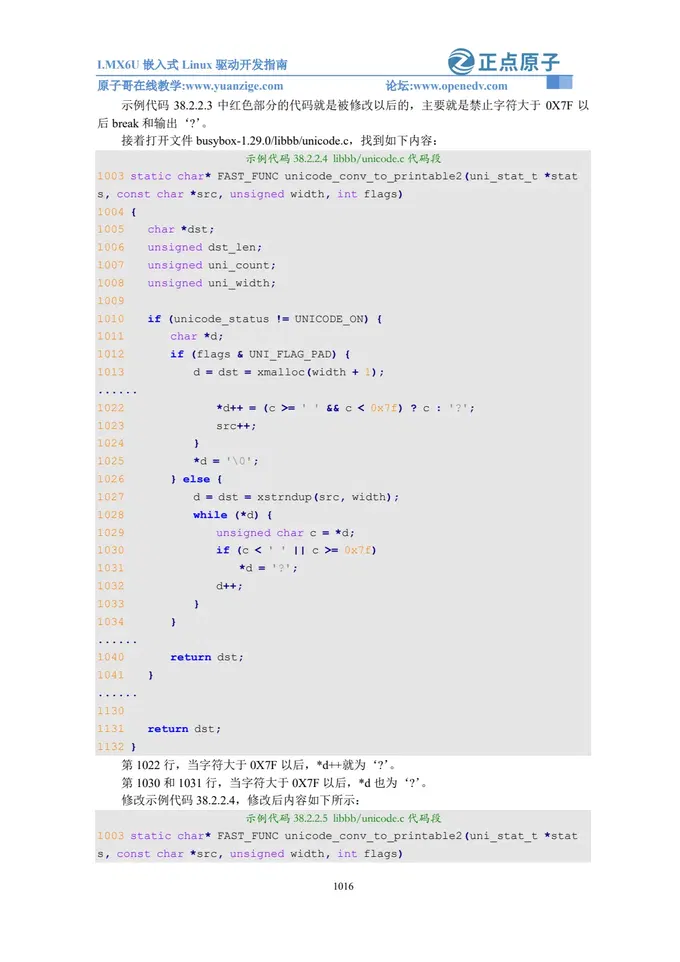 I.MX6U 嵌入式 Linux 驱动开发指南
正点原子
原子哥在线教学:www.yuanzige.com 论坛:www.openedv.com
示例代码 38.2.2.3 中红色部分的代码就是被修改以后的，主要就是禁止字符大于 0X7F 以
后 break 和输出‘?’。
接着打开文件 busybox-1.29.0/libbb/unicode.c，找到如下内容：
示例代码 38.2.2.4 libbb/unicode.c 代码段
1003 static char* FAST_FUNC unicode_conv_to_printable2(uni_stat_t *stat
s, const char *src, unsigned width, int flags)
1004 {
1005 char *dst;
1006 unsigned dst_len;
1007 unsigned uni_count;
1008 unsigned uni_width;
1009
1010 if (unicode_status != UNICODE_ON) {
1011 char *d;
1012 if (flags & UNI_FLAG_PAD) {
1013 d = dst = xmalloc(width + 1);
......
1022 *d++ = (c >= ' ' && c < 0x7f) ? c : '?';
1023 src++;
1024 }
1025 *d = '\0';
1026 } else {
1027 d = dst = xstrndup(src, width);
1028 while (*d) {
1029 unsigned char c = *d;
1030 if (c < ' ' || c >= 0x7f)
1031 *d = '?';
1032 d++;
1033 }
1034 }
......
1040 return dst;
1041 }
......
1130
1131 return dst;
1132 }
第 1022 行，当字符大于 0X7F 以后，*d++就为‘?’。
第 1030 和 1031 行，当字符大于 0X7F 以后，*d 也为‘?’。
修改示例代码 38.2.2.4，修改后内容如下所示：
示例代码 38.2.2.5 libbb/unicode.c 代码段
1003 static char* FAST_FUNC unicode_conv_to_printable2(uni_stat_t *stat
s, const char *src, unsigned width, int flags)
1016